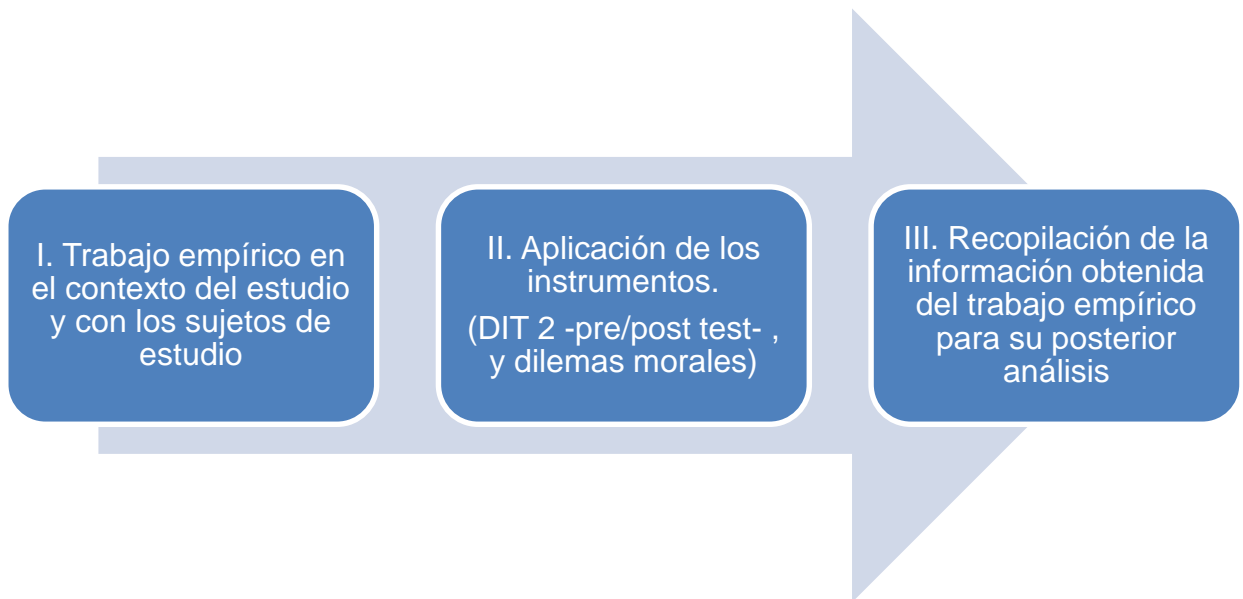 I. Trabajo empírico en
el contexto del estudio
y con los sujetos de
estudio
II. Aplicación de los
instrumentos.
(DIT 2 -pre/post test- ,
y dilemas morales)
III. Recopilación de la
información obtenida
del trabajo empírico
para su posterior
análisis